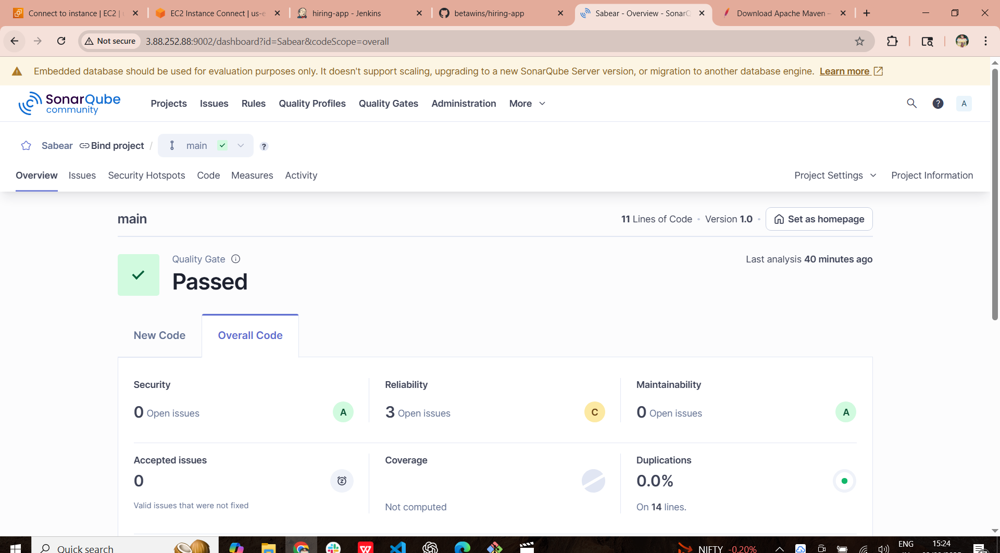 Connect to instance | EC2 |
EC2 Instance Connect | us-e
hiring-app - Jenkins
betawins/hiring-app
Sabear - Overview - SonarQ
Download Apache Maven –
Not secure
3.88.252.88:9002/dashboard?id=Sabear&codeScope=overall
Embedded database should be used for evaluation purposes only. It doesn't support scaling, upgrading to a new SonarQube Server version, or migration to another database engine. Learn more
SonarQube
community
Projects Issues Rules Quality Profiles Quality Gates Administration More
? A
Sabear Bind project / main ?
Overview Issues Security Hotspots Code Measures Activity
Project Settings Project Information
main
11 Lines of Code • Version 1.0 • Set as homepage
Quality Gate
Passed
Last analysis 40 minutes ago
New Code
Overall Code
Security
0 Open issues
A
Reliability
3 Open issues
C
Maintainability
0 Open issues
A
Accepted issues
0
Valid issues that were not fixed
Coverage
Not computed
Duplications
0.0%
On 14 lines.
Quick search
NIFTY -0.20%
ENG
15:24